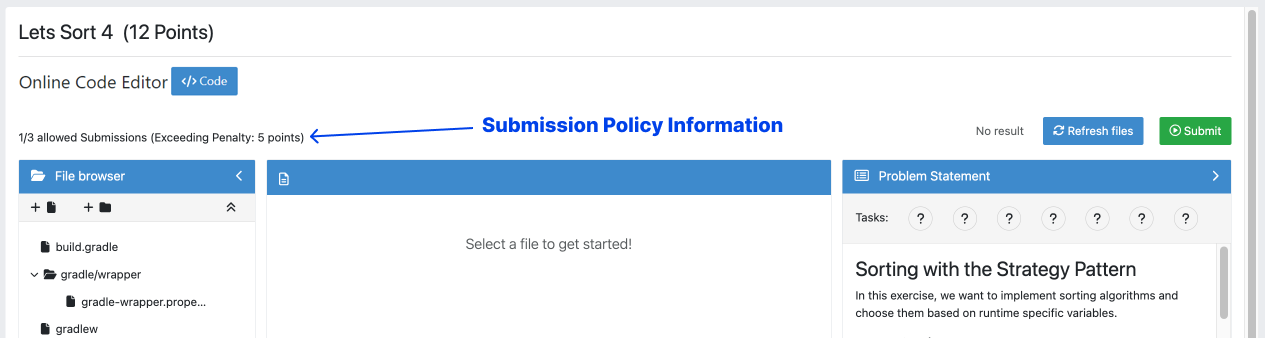 Lets Sort 4 (12 Points)
Online Code Editor </> Code
1/3 allowed Submissions (Exceeding Penalty: 5 points)
Submission Policy Information
No result
Refresh files
Submit
File browser
build.gradle
gradle/wrapper
gradle-wrapper.prope...
gradlew
Select a file to get started!
Problem Statement
Tasks: ? ? ? ? ? ? ?
Sorting with the Strategy Pattern
In this exercise, we want to implement sorting algorithms and
choose them based on runtime specific variables.